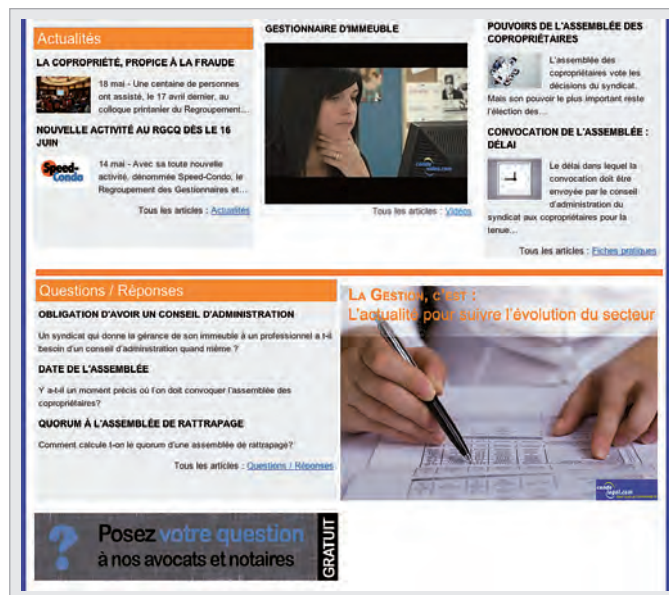 Actualités
LA COPROPRIÉTÉ, PROPICE À LA FRAUDE
18 mai - Une centaine de personnes
ont assisté, le 17 avril dernier, au
colloque printanier du Regroupement…
NOUVELLE ACTIVITÉ AU RGCQ DÈS LE 16
JUIN
Speed-
Condo
14 mai - Avec sa toute nouvelle
activité, dénommée Speed-Condo, le
Regroupement des Gestionnaires et…
Tous les articles : Actualités
GESTIONNAIRE D'IMMEUBLE
Tous les articles : Vidéos
POUVOIRS DE L'ASSEMBLÉE DES
COPROPRIÉTAIRES
L'assemblée des
copropriétaires vote les
décisions du syndicat.
Mais son pouvoir le plus important reste
l'élection des…
CONVOCATION DE L'ASSEMBLÉE :
DÉLAI
Le délai dans lequel la
convocation doit être
envoyée par le conseil
d'administration du
syndicat aux copropriétaires pour la
tenue…
Tous les articles : Fiches pratiques
Questions / Réponses
OBLIGATION D'AVOIR UN CONSEIL D'ADMINISTRATION
Un syndicat qui donne la gérance de son immeuble à un professionnel a t-il
besoin d'un conseil d'administration quand même ?
DATE DE L'ASSEMBLÉE
Y a-t-il un moment précis où l'on doit convoquer l'assemblée des
copropriétaires?
QUORUM À L'ASSEMBLÉE DE RATTRAPAGE
Comment calcule t-on le quorum d'une assemblée de rattrapage?
Tous les articles : Questions / Réponses
LA GESTION, C'EST :
L'actualité pour suivre l'évolution du secteur
condo
legal.com
Posez votre question
à nos avocats et notaires
GRATUIT